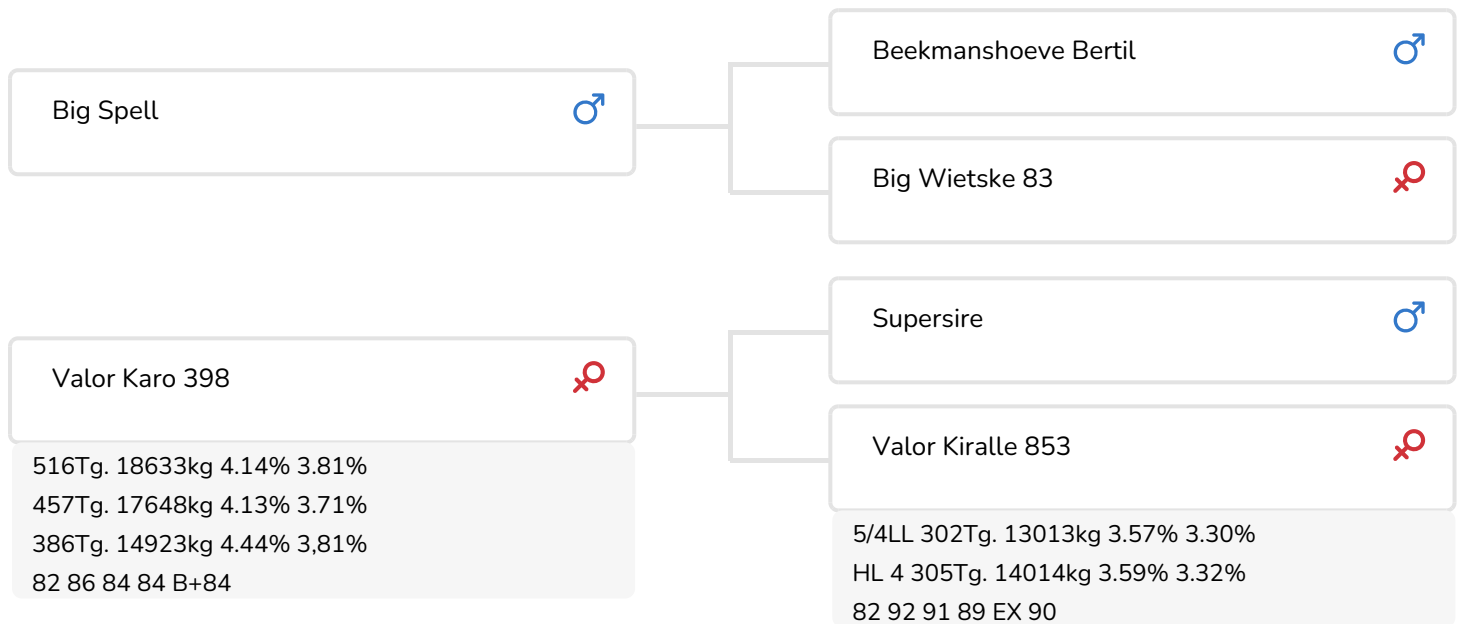 Big Spell
Valor Karo 398
516Tg. 18633kg 4.14% 3.81%
457Tg. 17648kg 4.13% 3.71%
386Tg. 14923kg 4.44% 3,81%
82 86 84 84 B+84
Beekmanshoeve Bertil
Big Wietske 83
Supersire
Valor Kiralle 853
5/4LL 302Tg. 13013kg 3.57% 3.30%
HL 4 305Tg. 14014kg 3.59% 3.32%
82 92 91 89 EX 90